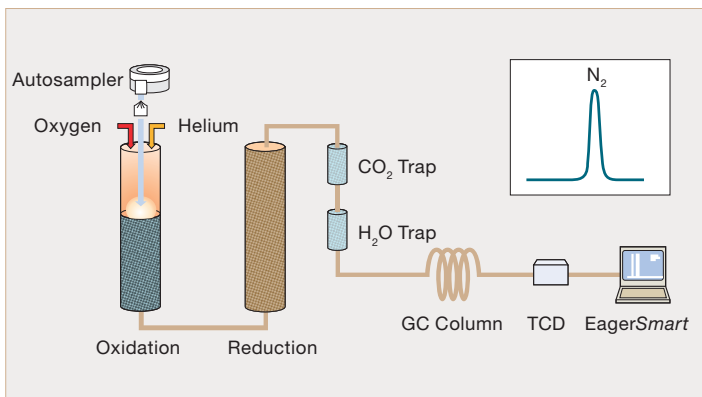 Autosampler
Oxygen
Helium
N₂
CO₂ Trap
H₂O Trap
GC Column
TCD
EagerSmart
Oxidation
Reduction